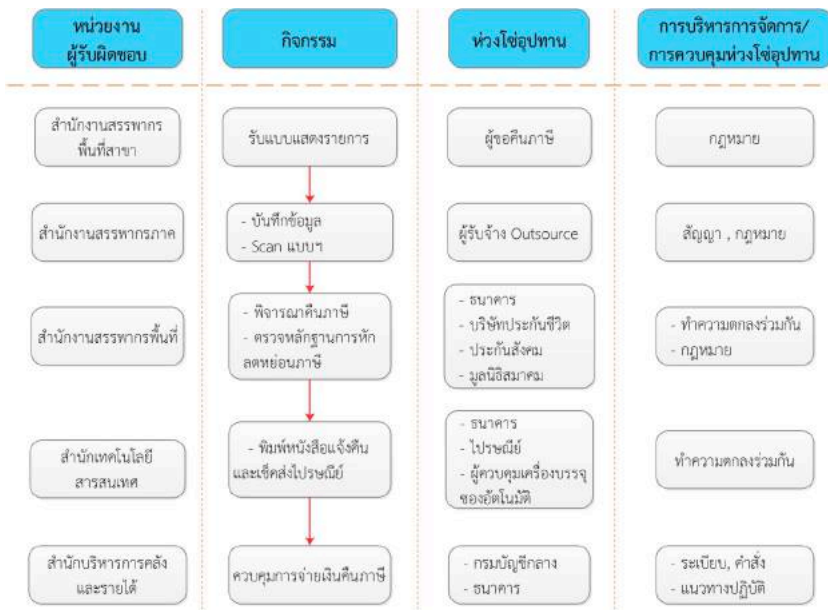 หน่วยงาน
ผู้รับผิดชอบ
กิจกรรม
ห่วงโซ่อุปทาน
การบริหารการจัดการ/
การควบคุมห่วงโซ่อุปทาน
สำนักงานสรรพากร
พื้นที่สาขา
รับแบบแสดงรายการ
ผู้ขอคืนภาษี
กฎหมาย
สำนักงานสรรพากรภาค
- บันทึกข้อมูล
- Scan แบบฯ
ผู้รับจ้าง Outsource
สัญญา , กฎหมาย
สำนักงานสรรพากรพื้นที่
- พิจารณาคืนภาษี
- ตรวจหลักฐานการหัก
ลดหย่อนภาษี
- ธนาคาร
- บริษัทประกันชีวิต
- ประกันสังคม
- มูลนิธิสมาคม
- ทำความตกลงร่วมกัน
- กฎหมาย
สำนักเทคโนโลยี
สารสนเทศ
- พิมพ์หนังสือแจ้งคืน
และเช็คส่งไปรษณีย์
- ธนาคาร
- ไปรษณีย์
- ผู้ควบคุมเครื่องบรรจุ
ซองอัตโนมัติ
ทำความตกลงร่วมกัน
สำนักบริหารการคลัง
และรายได้
ควบคุมการจ่ายเงินคืนภาษี
- กรมบัญชีกลาง
- ธนาคาร
- ระเบียบ, คำสั่ง
- แนวทางปฏิบัติ